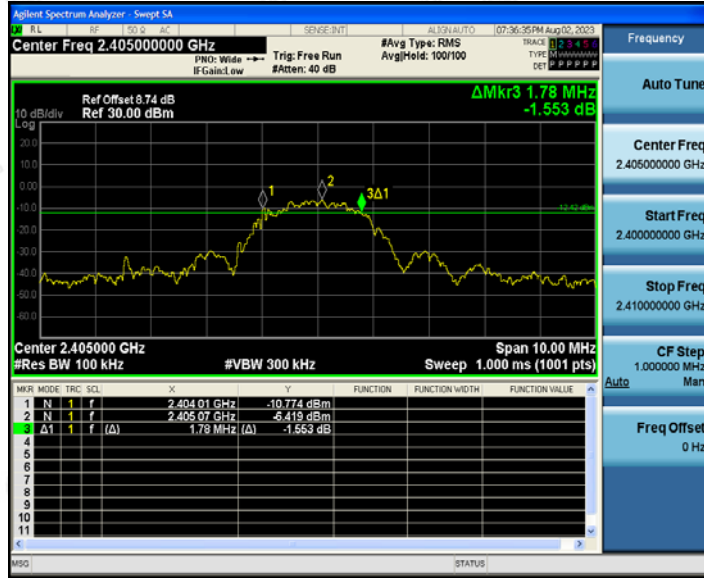 Agilent Spectrum Analyzer - Swept SA
RL RF 50 Ω AC SENSE:INT ALIGN AUTO 07:36:35 PM Aug 02, 2023
Center Freq 2.405000000 GHz
PNO: Wide
IFGain:Low
Trig: Free Run
#Atten: 40 dB
#Avg Type: RMS
Avg|Hold: 100/100
TRACE 1 2 3 4 5 6
TYPE M WWWWW
DET P P P P P P
Frequency
Auto Tune
Center Freq
2.405000000 GHz
Start Freq
2.400000000 GHz
Stop Freq
2.410000000 GHz
CF Step
1.000000 MHz
Auto Man
Freq Offset
0 Hz
ΔMkr3 1.78 MHz
-1.553 dB
Ref Offset 8.74 dB
10 dB/div Ref 30.00 dBm
Log
20.0
10.0
0.00
-10.0
-20.0
-30.0
-40.0
-50.0
-60.0
1
2
3Δ1
-12.42 dBm
Center 2.405000 GHz Span 10.00 MHz
#Res BW 100 kHz #VBW 300 kHz Sweep 1.000 ms (1001 pts)
MKR MODE TRC SCL X Y FUNCTION FUNCTION WIDTH FUNCTION VALUE
1 N 1 f 2.404 01 GHz -10.774 dBm
2 N 1 f 2.405 07 GHz -6.419 dBm
3 Δ1 1 f (Δ) 1.78 MHz (Δ) -1.553 dB
4
5
6
7
8
9
10
11
MSG STATUS